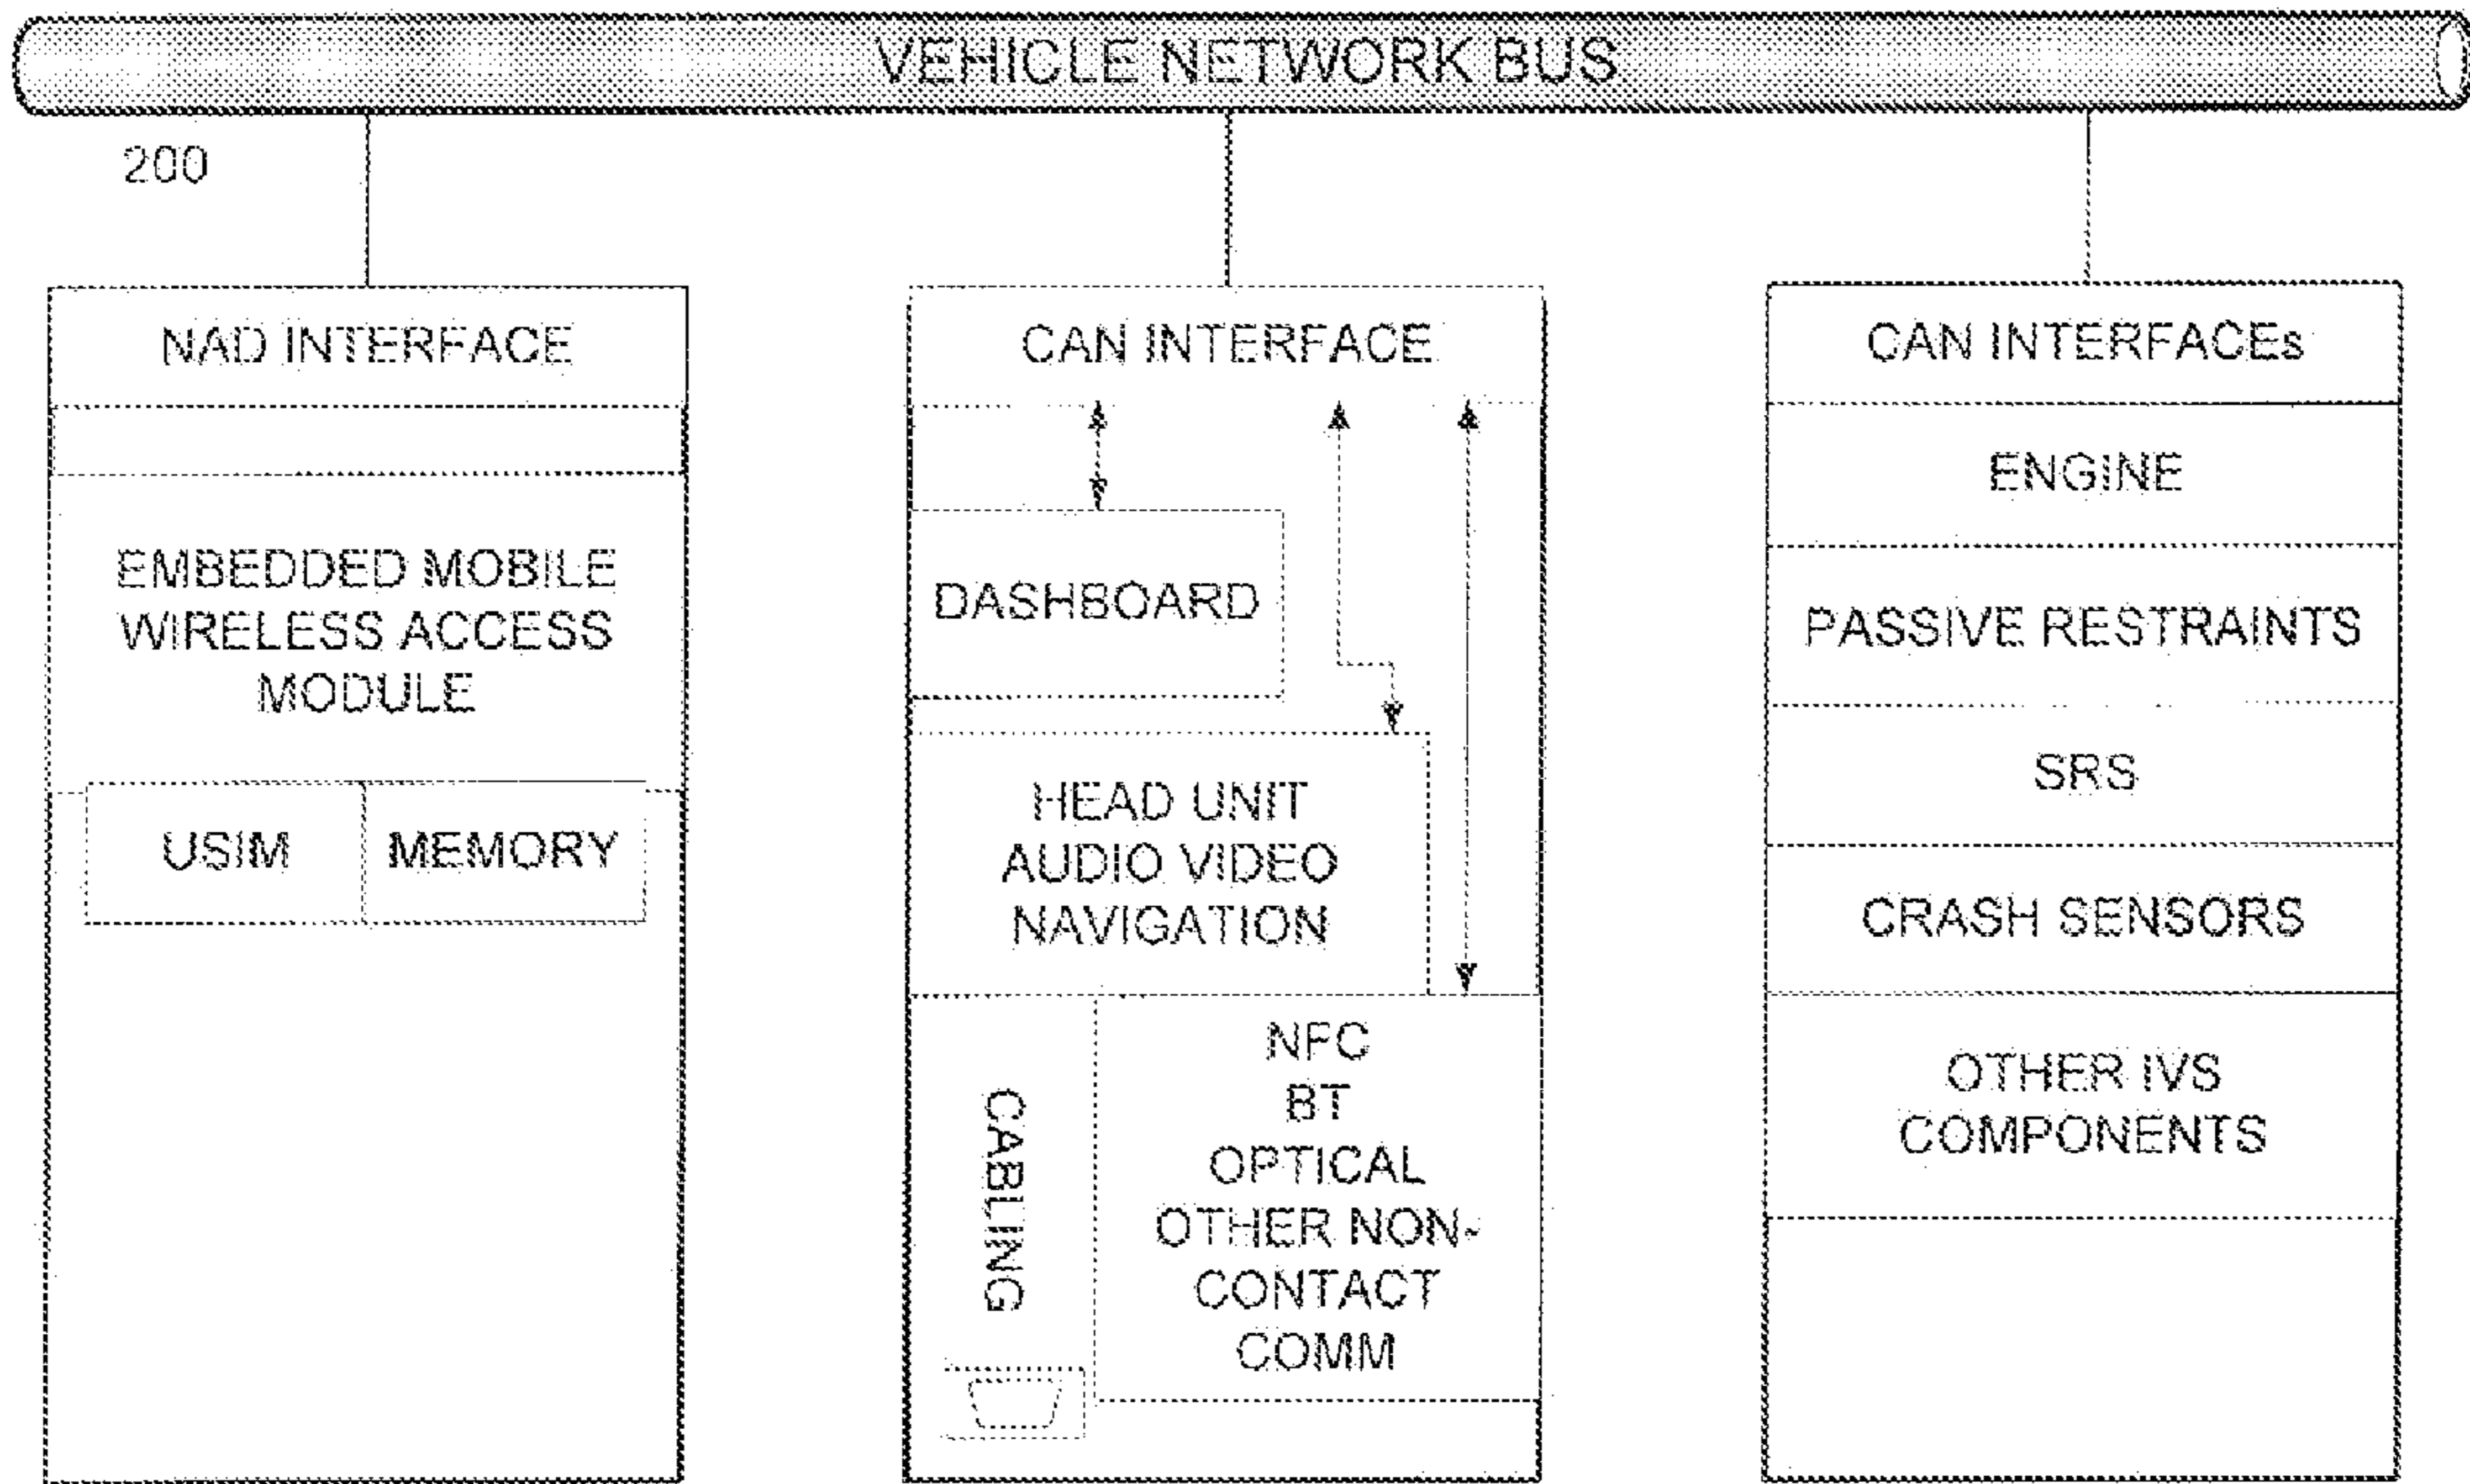 VEHICLE NETWORK BUS
200
NAD INTERFACE
EMBEDDED MOBILE
WIRELESS ACCESS
MODULE
USIM
MEMORY
CAN INTERFACE
DASHBOARD
HEAD UNIT
AUDIO VIDEO
NAVIGATION
CABLING
NFC
BT
OPTICAL
OTHER NON-
CONTACT
COMM
CAN INTERFACEs
ENGINE
PASSIVE RESTRAINTS
SRS
CRASH SENSORS
OTHER IVS
COMPONENTS